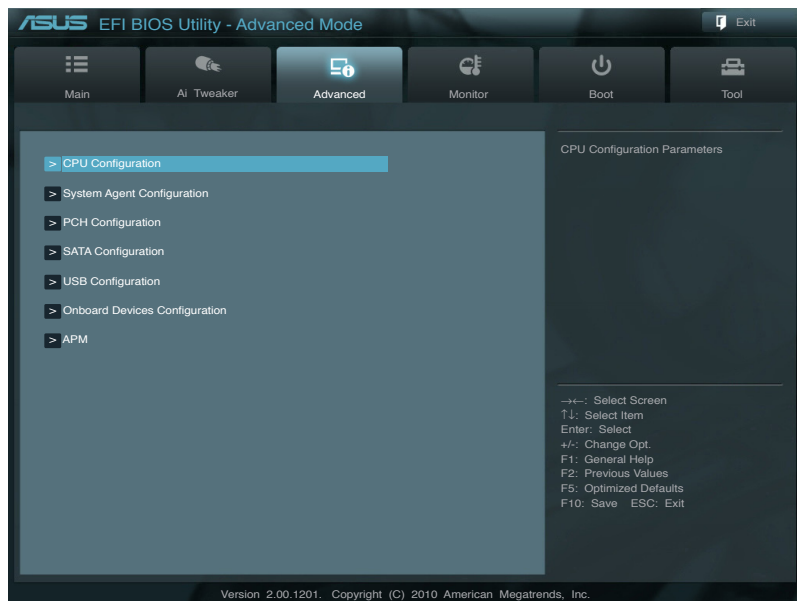 ASUS EFI BIOS Utility - Advanced Mode
Exit
Main
Ai Tweaker
Advanced
Monitor
Boot
Tool
> CPU Configuration
> System Agent Configuration
> PCH Configuration
> SATA Configuration
> USB Configuration
> Onboard Devices Configuration
> APM
CPU Configuration Parameters
→←: Select Screen
↑↓: Select Item
Enter: Select
+/-: Change Opt.
F1: General Help
F2: Previous Values
F5: Optimized Defaults
F10: Save ESC: Exit
Version 2.00.1201. Copyright (C) 2010 American Megatrends, Inc.